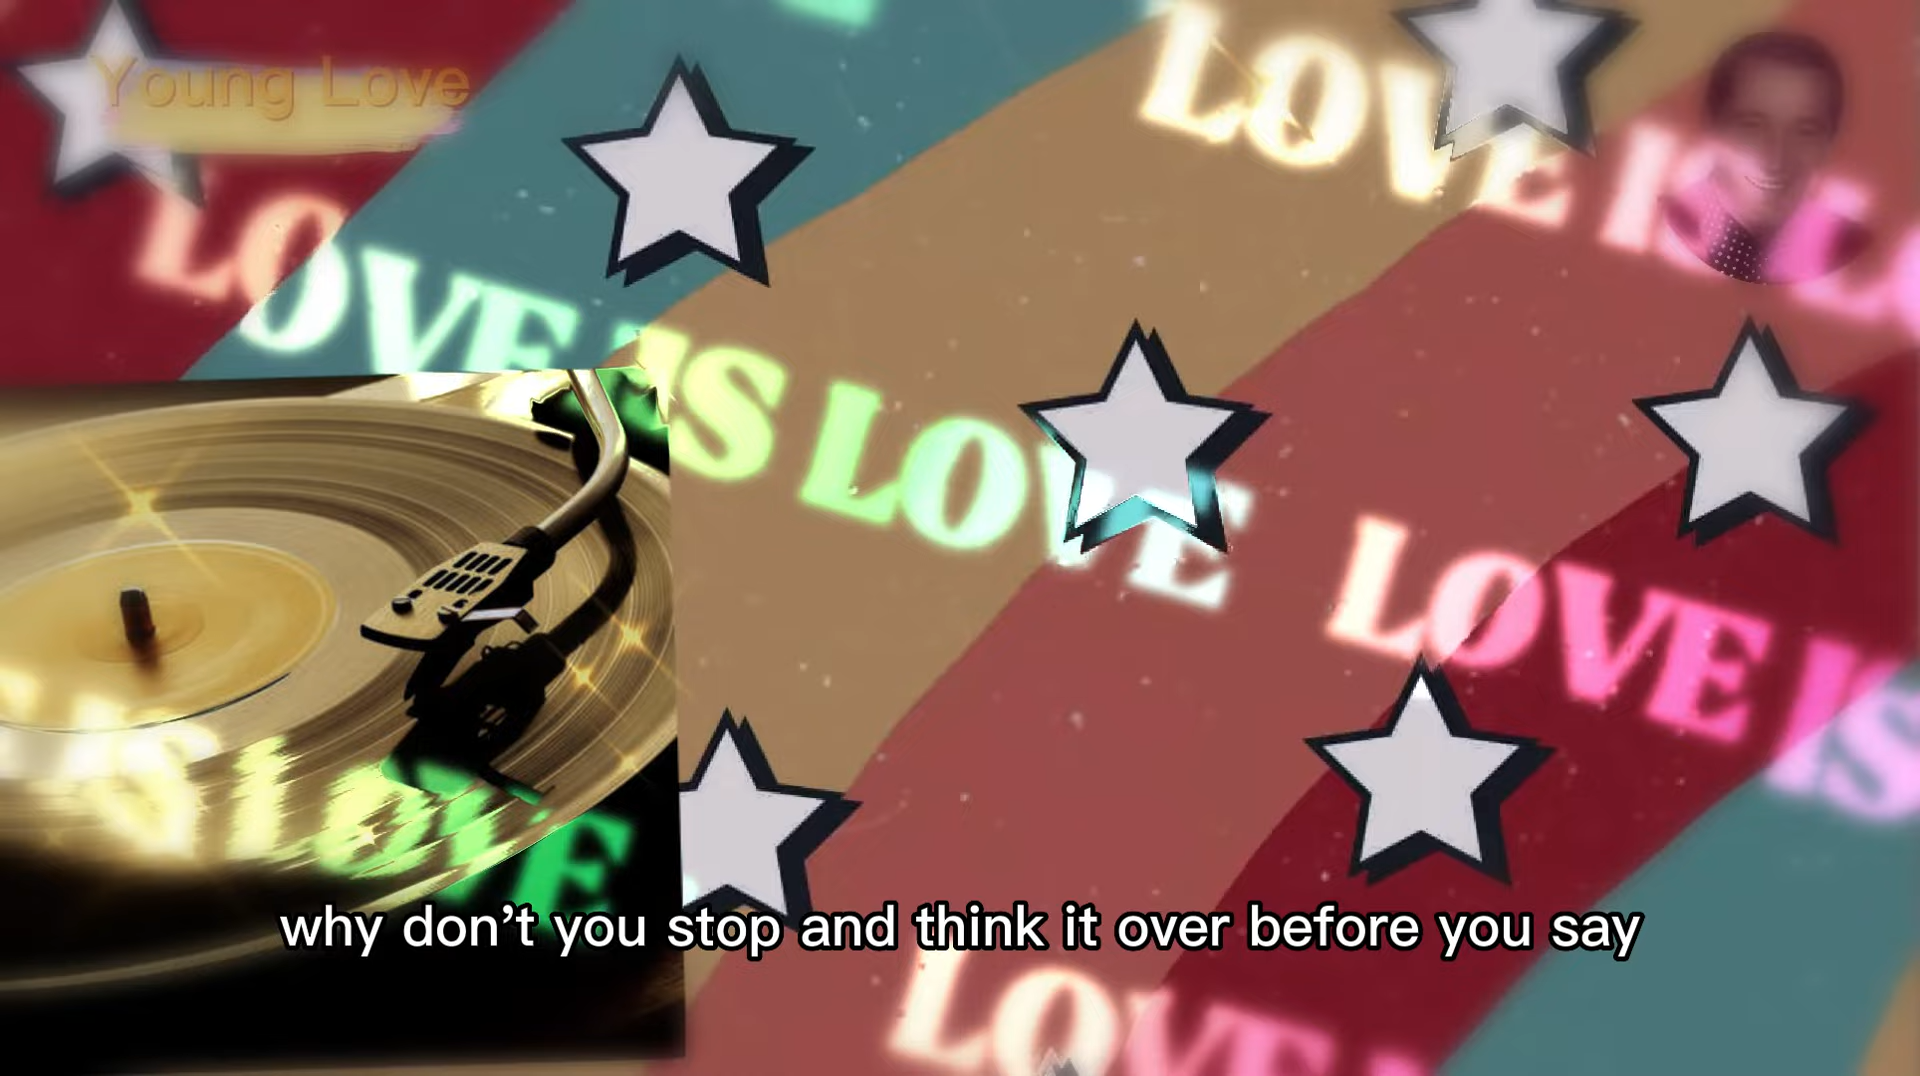 Young Love
LOVE IS LO
LOVE IS LOVE
LOVE IS
IS LOVE
why don't you stop and think it over before you say
LOVE I